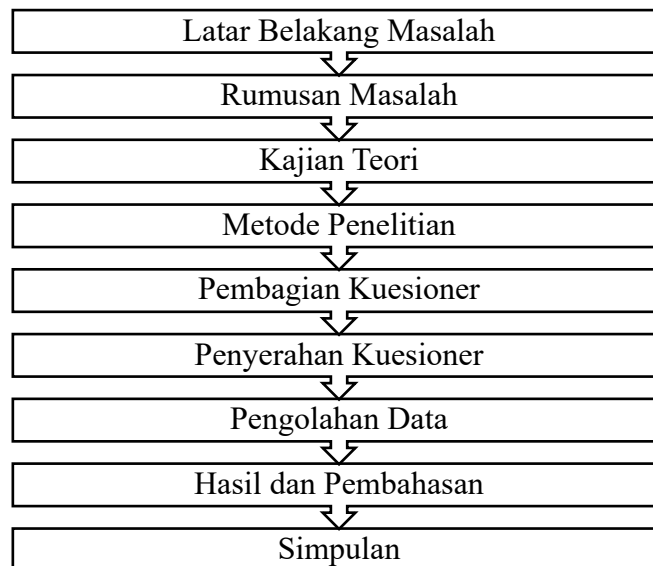 Latar Belakang Masalah
Rumusan Masalah
Kajian Teori
Metode Penelitian
Pembagian Kuesioner
Penyerahan Kuesioner
Pengolahan Data
Hasil dan Pembahasan
Simpulan